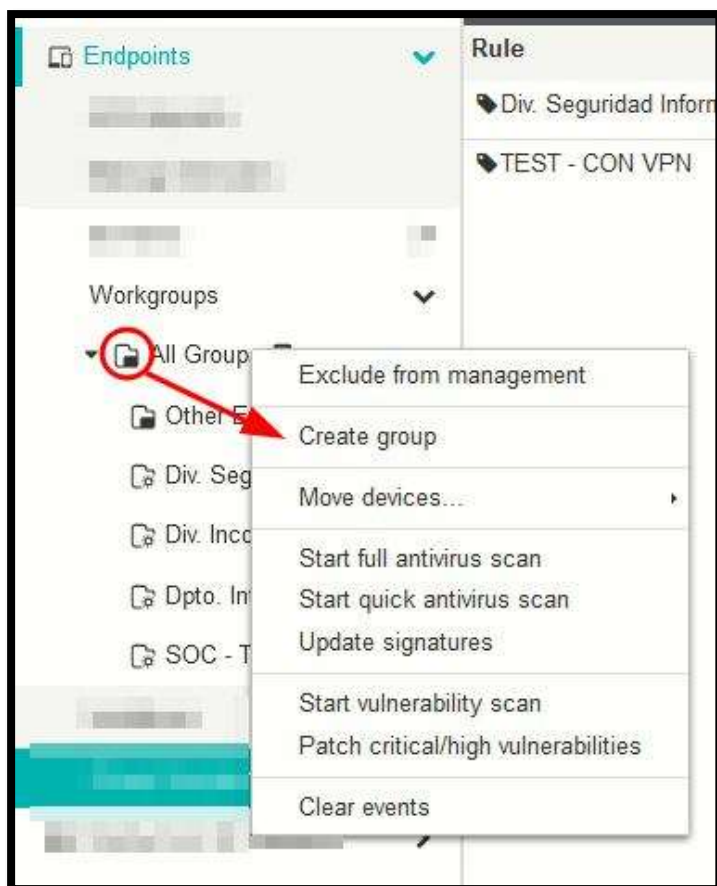 Endpoints
Rule
Div. Seguridad Inform
TEST - CON VPN
Workgroups
All Group
Other E
Div. Seg
Div. Inco
Dpto. In
SOC - T
Exclude from management
Create group
Move devices...
Start full antivirus scan
Start quick antivirus scan
Update signatures
Start vulnerability scan
Patch critical/high vulnerabilities
Clear events